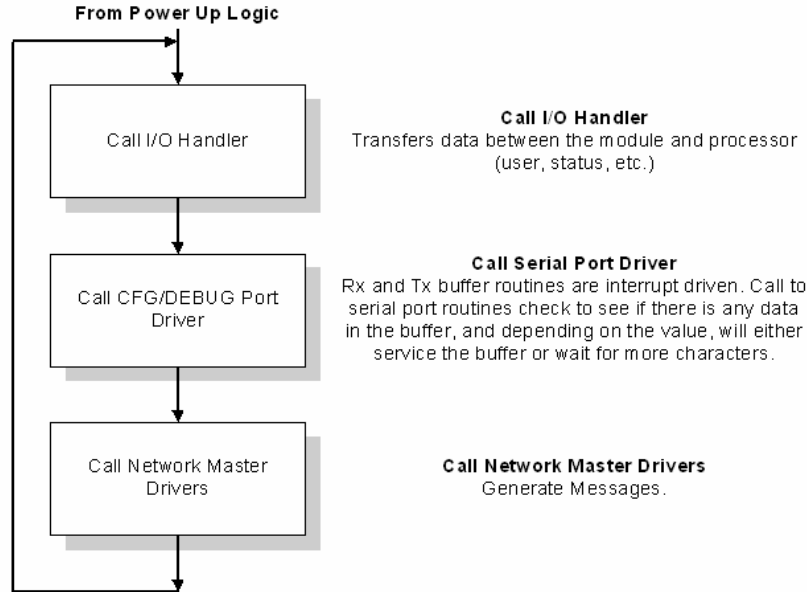 From Power Up Logic
Call I/O Handler
Call I/O Handler
Transfers data between the module and processor
(user, status, etc.)
Call CFG/DEBUG Port
Driver
Call Serial Port Driver
Rx and Tx buffer routines are interrupt driven. Call to
serial port routines check to see if there is any data
in the buffer, and depending on the value, will either
service the buffer or wait for more characters.
Call Network Master
Drivers
Call Network Master Drivers
Generate Messages.